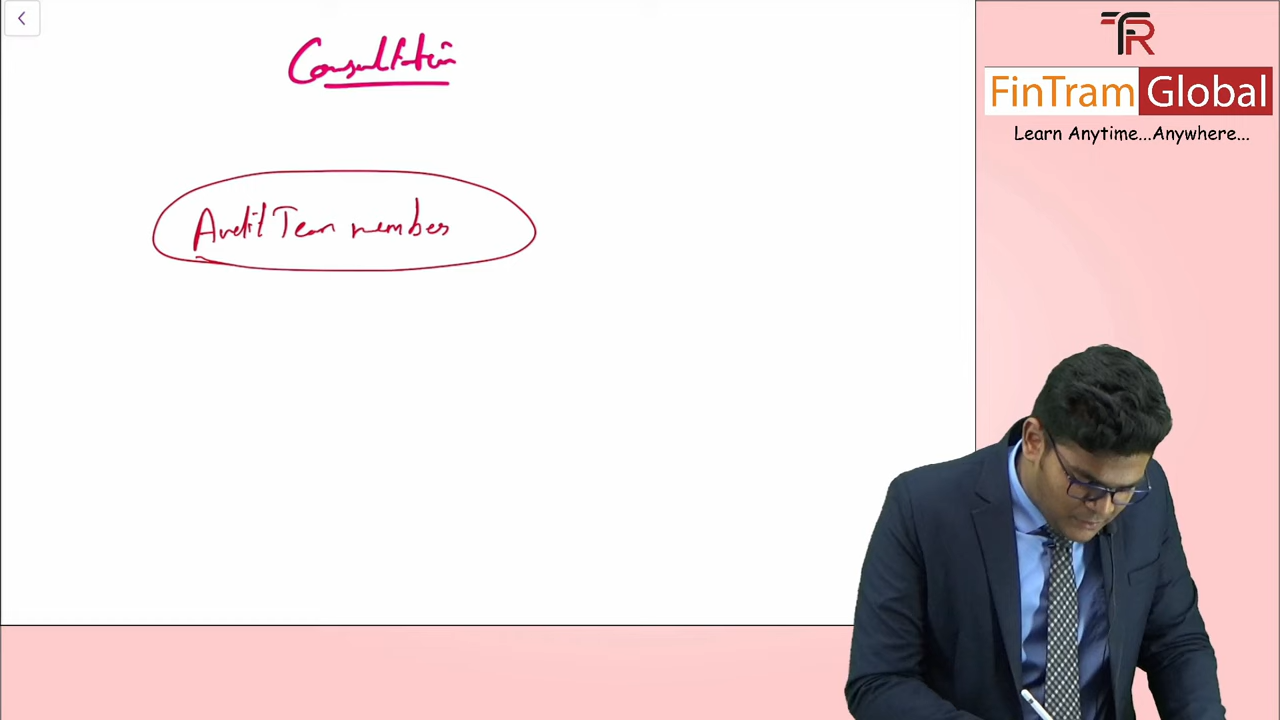 Consultation
Audit Team members
FinTram Global
Learn Anytime...Anywhere...